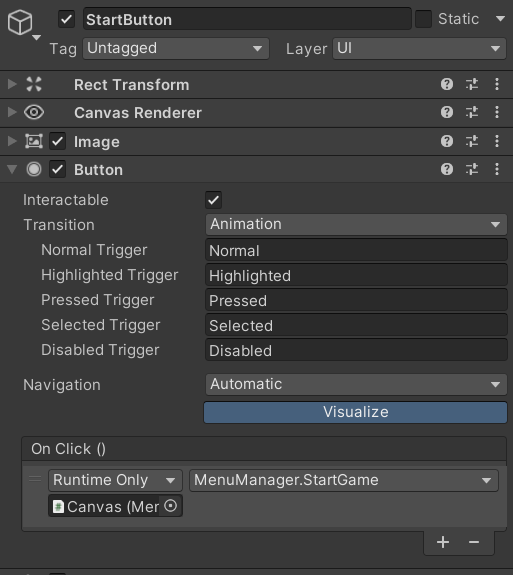 StartButton Static
Tag Untagged Layer UI
Rect Transform
Canvas Renderer
Image
Button
Interactable
Transition Animation
Normal Trigger Normal
Highlighted Trigger Highlighted
Pressed Trigger Pressed
Selected Trigger Selected
Disabled Trigger Disabled
Navigation Automatic
Visualize
On Click ()
Runtime Only MenuManager.StartGame
Canvas (Mer